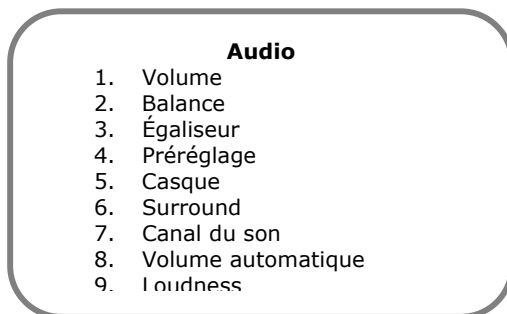 Audio
1. Volume
2. Balance
3. Égaliseur
4. Préréglage
5. Casque
6. Surround
7. Canal du son
8. Volume automatique
9. Loudness